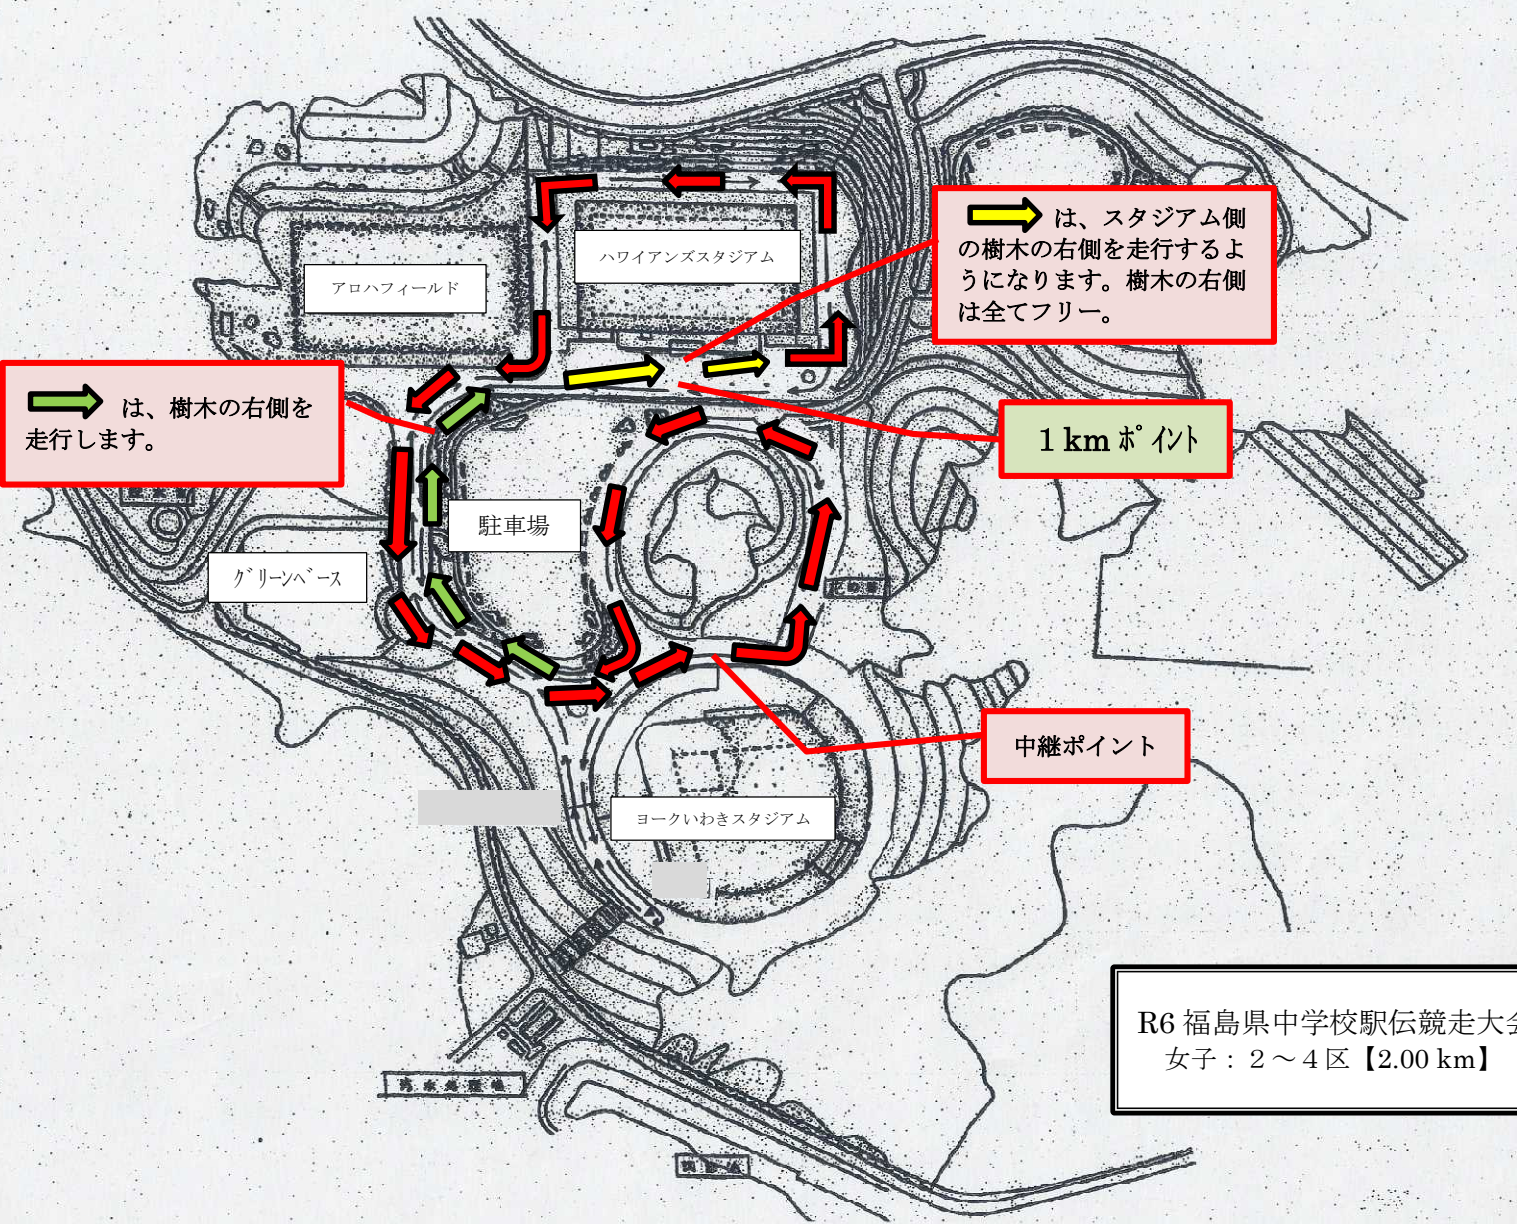 ハワイアンズスタジアム
アロハフィールド
は、スタジアム側
の樹木の右側を走行するよ
うになります。樹木の右側
は全てフリー。
は、樹木の右側を
走行します。
1 km ポイント
駐車場
グリーンベース
中継ポイント
ヨークいわきスタジアム
R6 福島県中学校駅伝競走大会
女子：２～４区【2.00 km】